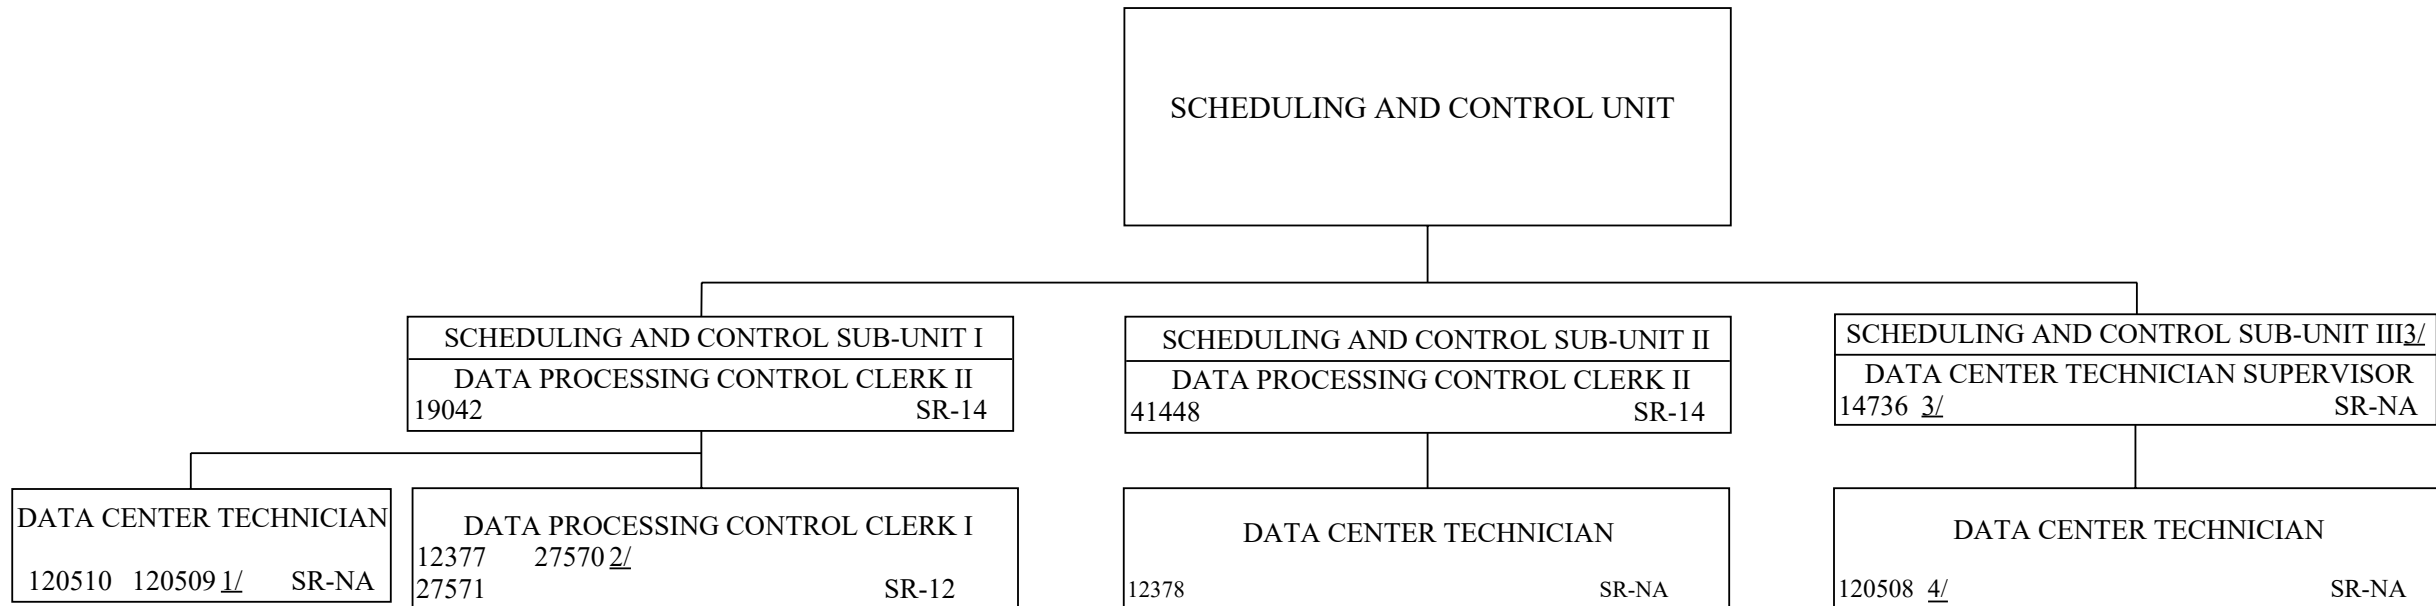 SCHEDULING AND CONTROL UNIT
SCHEDULING AND CONTROL SUB-UNIT I
DATA PROCESSING CONTROL CLERK II
19042 SR-14
SCHEDULING AND CONTROL SUB-UNIT II
DATA PROCESSING CONTROL CLERK II
41448 SR-14
SCHEDULING AND CONTROL SUB-UNIT III3/
DATA CENTER TECHNICIAN SUPERVISOR
14736 3/ SR-NA
DATA CENTER TECHNICIAN
120510 120509 1/ SR-NA
DATA PROCESSING CONTROL CLERK I
12377 27570 2/
27571 SR-12
DATA CENTER TECHNICIAN
12378 SR-NA
DATA CENTER TECHNICIAN
120508 4/ SR-NA